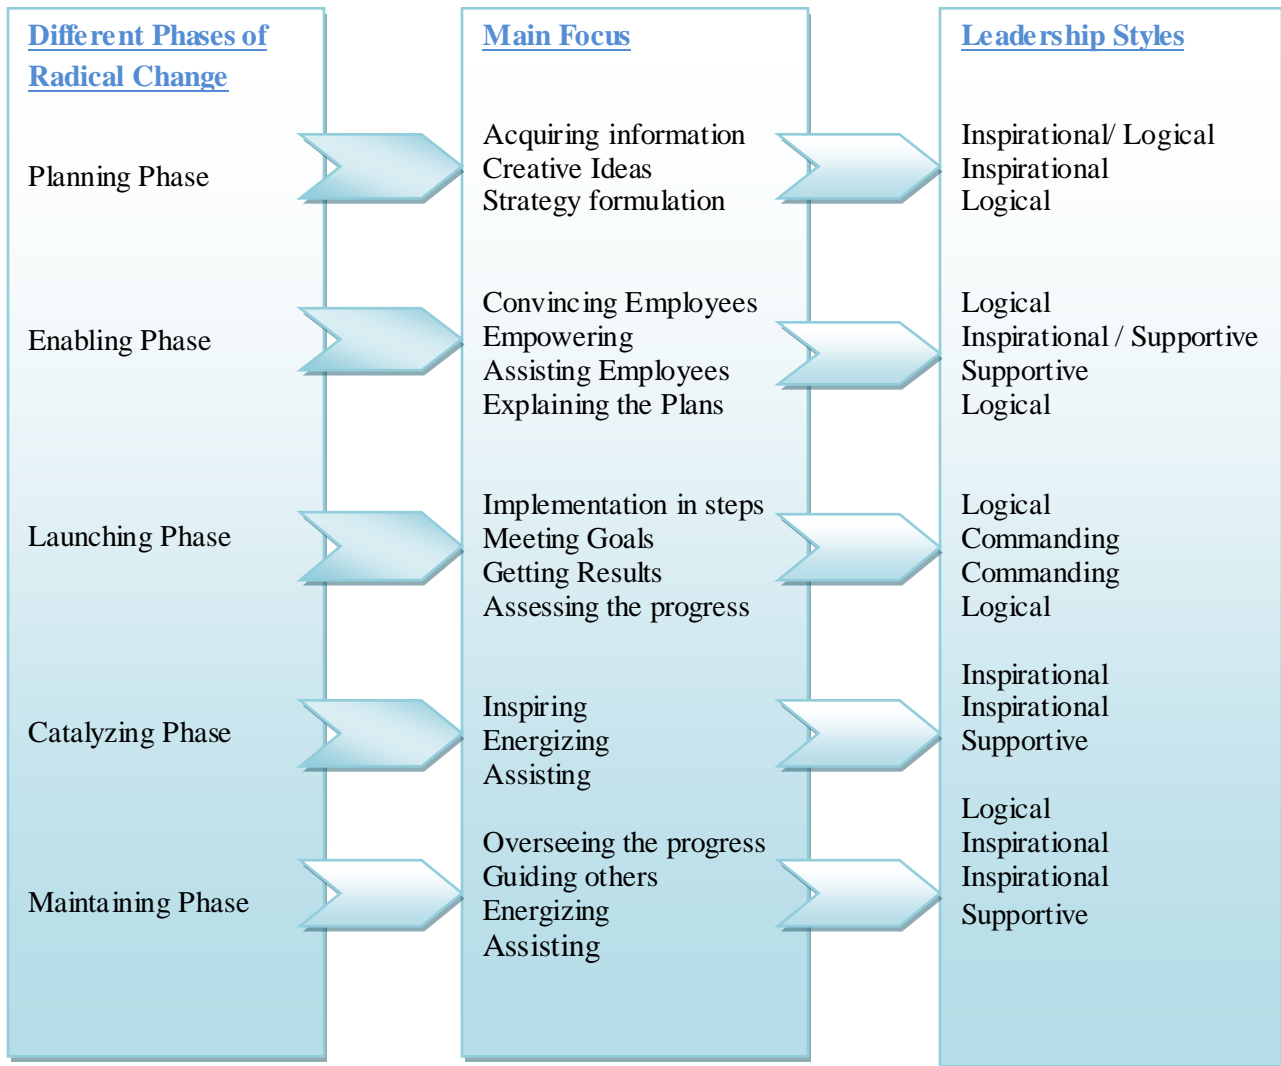 Different Phases of
Radical Change
Planning Phase
Enabling Phase
Launching Phase
Catalyzing Phase
Maintaining Phase
Main Focus
Acquiring information
Creative Ideas
Strategy formulation
Convincing Employees
Empowering
Assisting Employees
Explaining the Plans
Implementation in steps
Meeting Goals
Getting Results
Assessing the progress
Inspiring
Energizing
Assisting
Overseeing the progress
Guiding others
Energizing
Assisting
Leadership Styles
Inspirational/ Logical
Inspirational
Logical
Logical
Inspirational / Supportive
Supportive
Logical
Logical
Commanding
Commanding
Logical
Inspirational
Inspirational
Supportive
Logical
Inspirational
Inspirational
Supportive